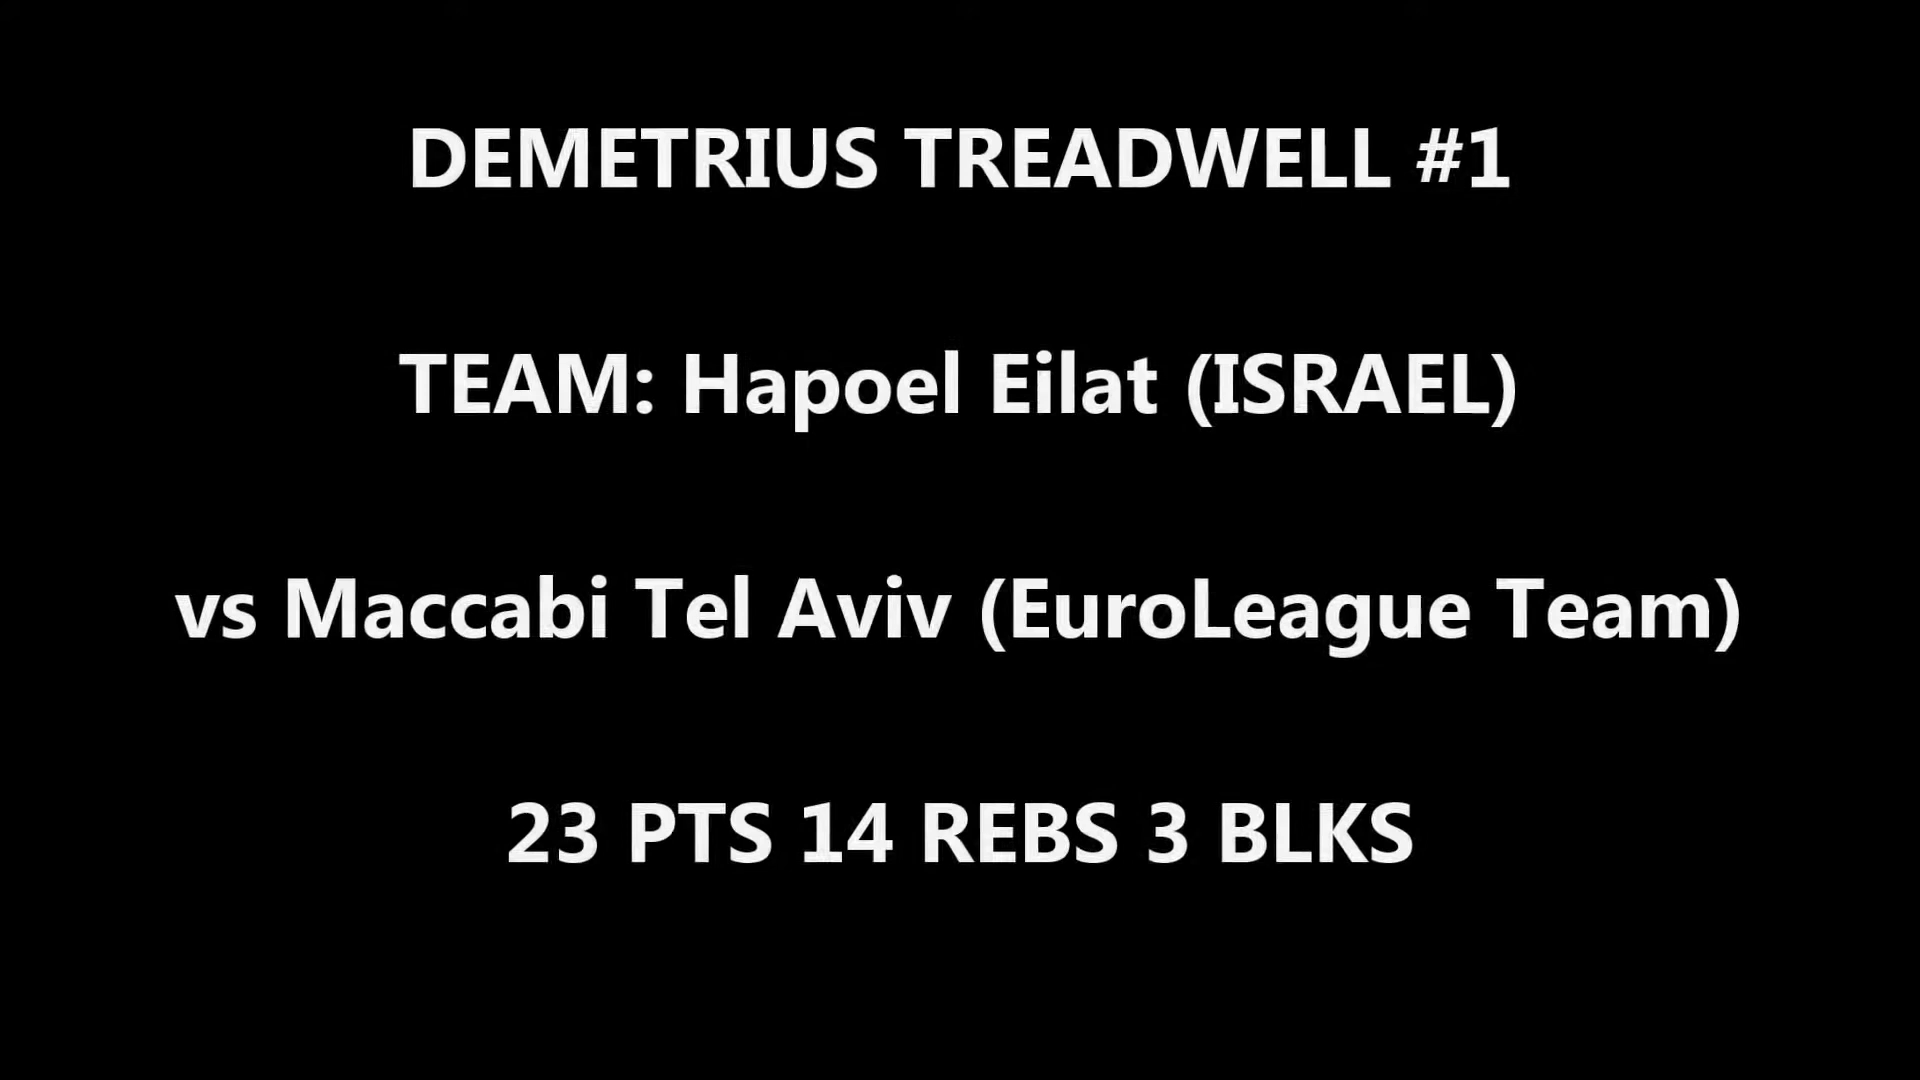 DEMETRIUS TREADWELL #1
TEAM: Hapoel Eilat (ISRAEL)
vs Maccabi Tel Aviv (EuroLeague Team)
23 PTS 14 REBS 3 BLKS